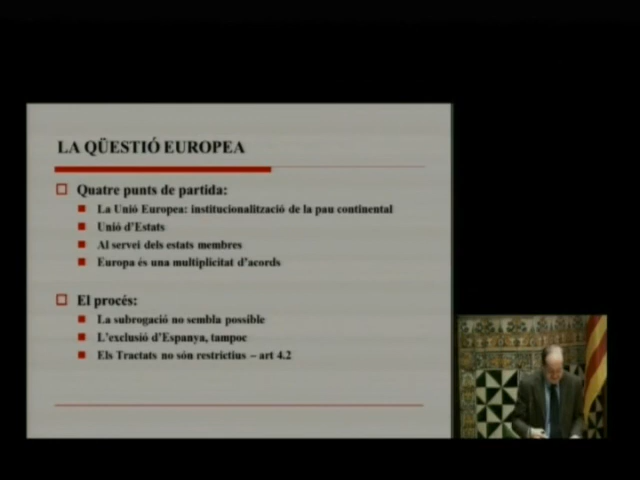 LA QÜESTIÓ EUROPEA
Quatre punts de partida:
La Unió Europea: institucionalització de la pau continental
Unió d'Estats
Al servei dels estats membres
Europa és una multiplicitat d'acords
El procés:
La subrogació no sembla possible
L'exclusió d'Espanya, tampoc
Els Tractats no són restrictius – art 4.2